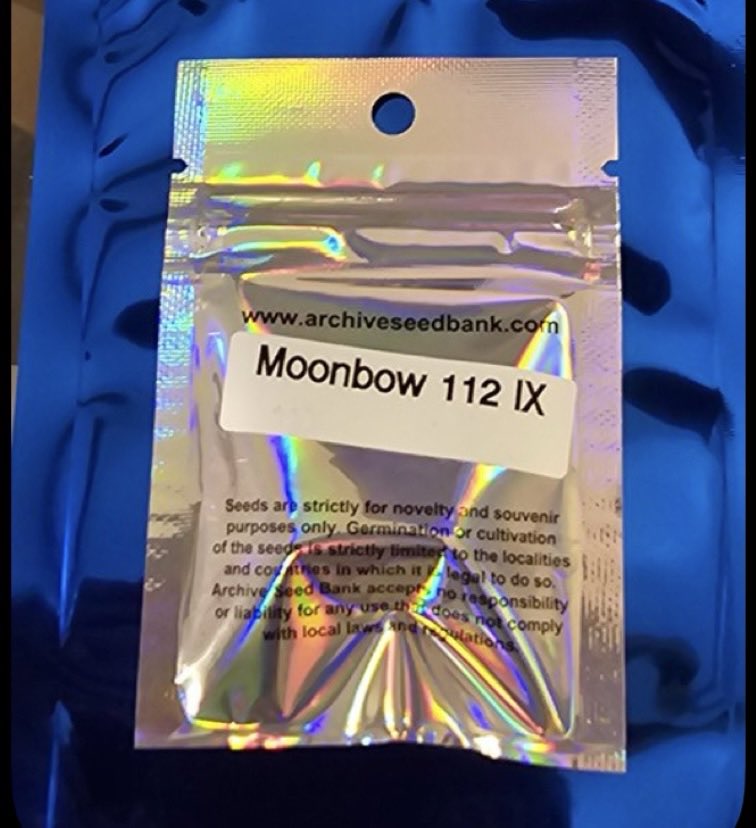 www.archiveseedbank.com
Moonbow 112 IX
Seeds are strictly for novelty and souvenir
purposes only. Germination or cultivation
of the seeds is strictly limited to the localities
and countries in which it is legal to do so.
Archive Seed Bank accepts no responsibility
or liability for any use that does not comply
with local laws and regulations.